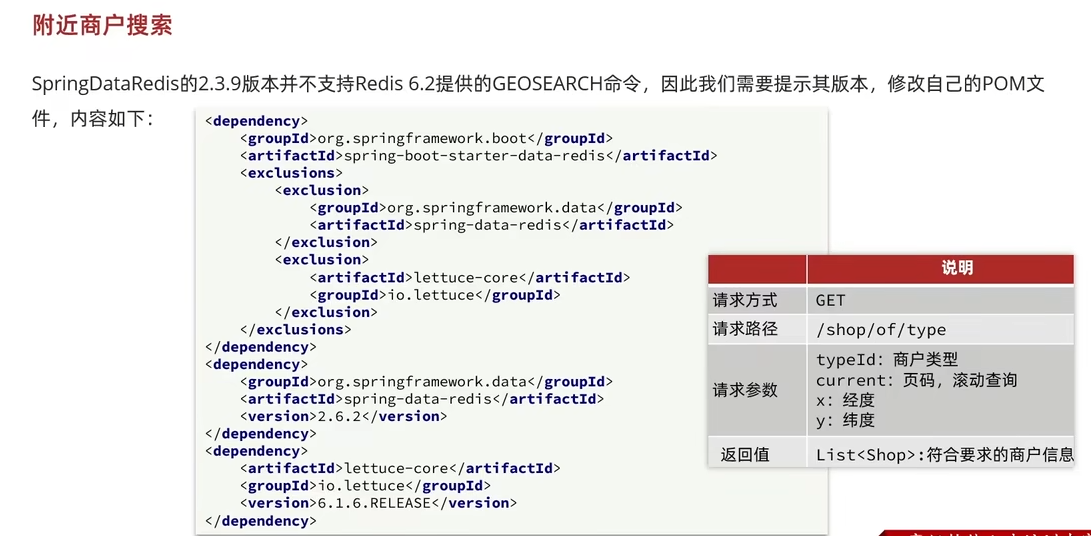 附近商户搜索
SpringDataRedis的2.3.9版本并不支持Redis 6.2提供的GEOSEARCH命令，因此我们需要提示其版本，修改自己的POM文
件，内容如下：
<dependency>
    <groupId>org.springframework.boot</groupId>
    <artifactId>spring-boot-starter-data-redis</artifactId>
    <exclusions>
        <exclusion>
            <groupId>org.springframework.data</groupId>
            <artifactId>spring-data-redis</artifactId>
        </exclusion>
        <exclusion>
            <artifactId>lettuce-core</artifactId>
            <groupId>io.lettuce</groupId>
        </exclusion>
    </exclusions>
</dependency>
<dependency>
    <groupId>org.springframework.data</groupId>
    <artifactId>spring-data-redis</artifactId>
    <version>2.6.2</version>
</dependency>
<dependency>
    <artifactId>lettuce-core</artifactId>
    <groupId>io.lettuce</groupId>
    <version>6.1.6.RELEASE</version>
</dependency>
说明
请求方式 GET
请求路径 /shop/of/type
请求参数 typeId：商户类型
current：页码，滚动查询
x：经度
y：纬度
返回值 List<Shop>:符合要求的商户信息